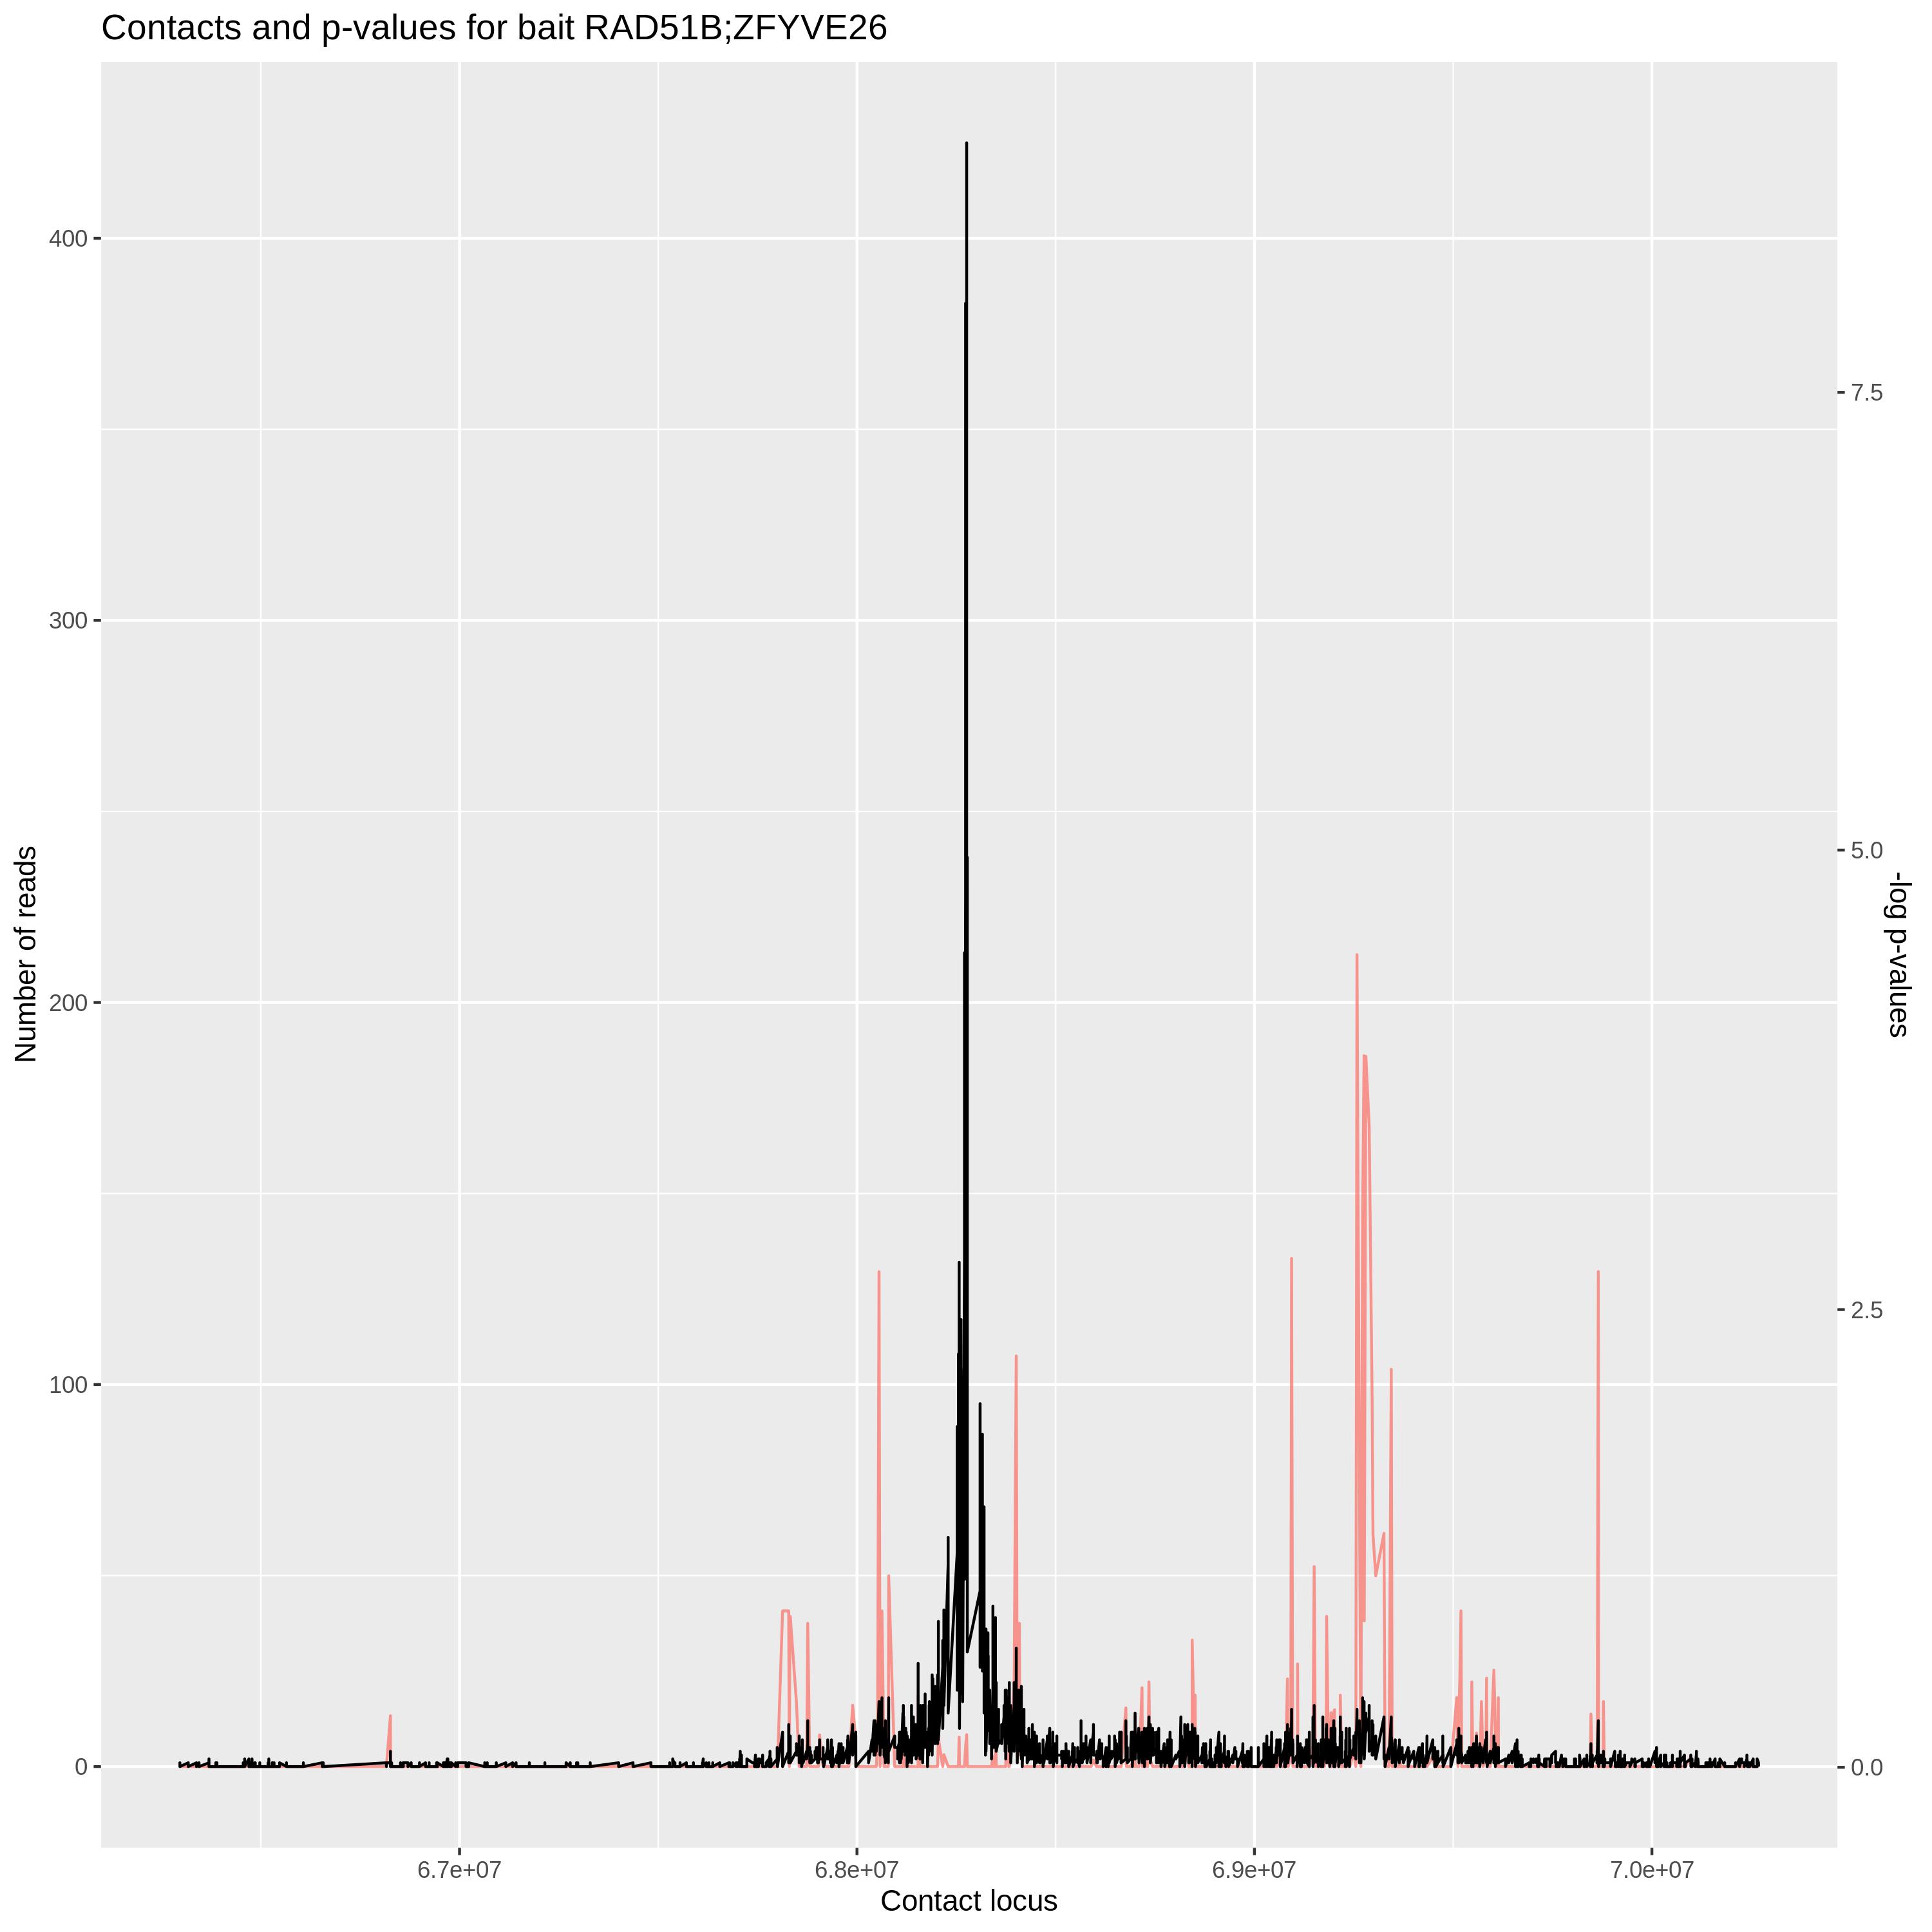 Contacts and p-values for bait RAD51B;ZFYVE26
400
300
200
100
0
Number of reads
7.5
5.0
2.5
0.0
-log p-values
6.7e+07
6.8e+07
6.9e+07
7.0e+07
Contact locus